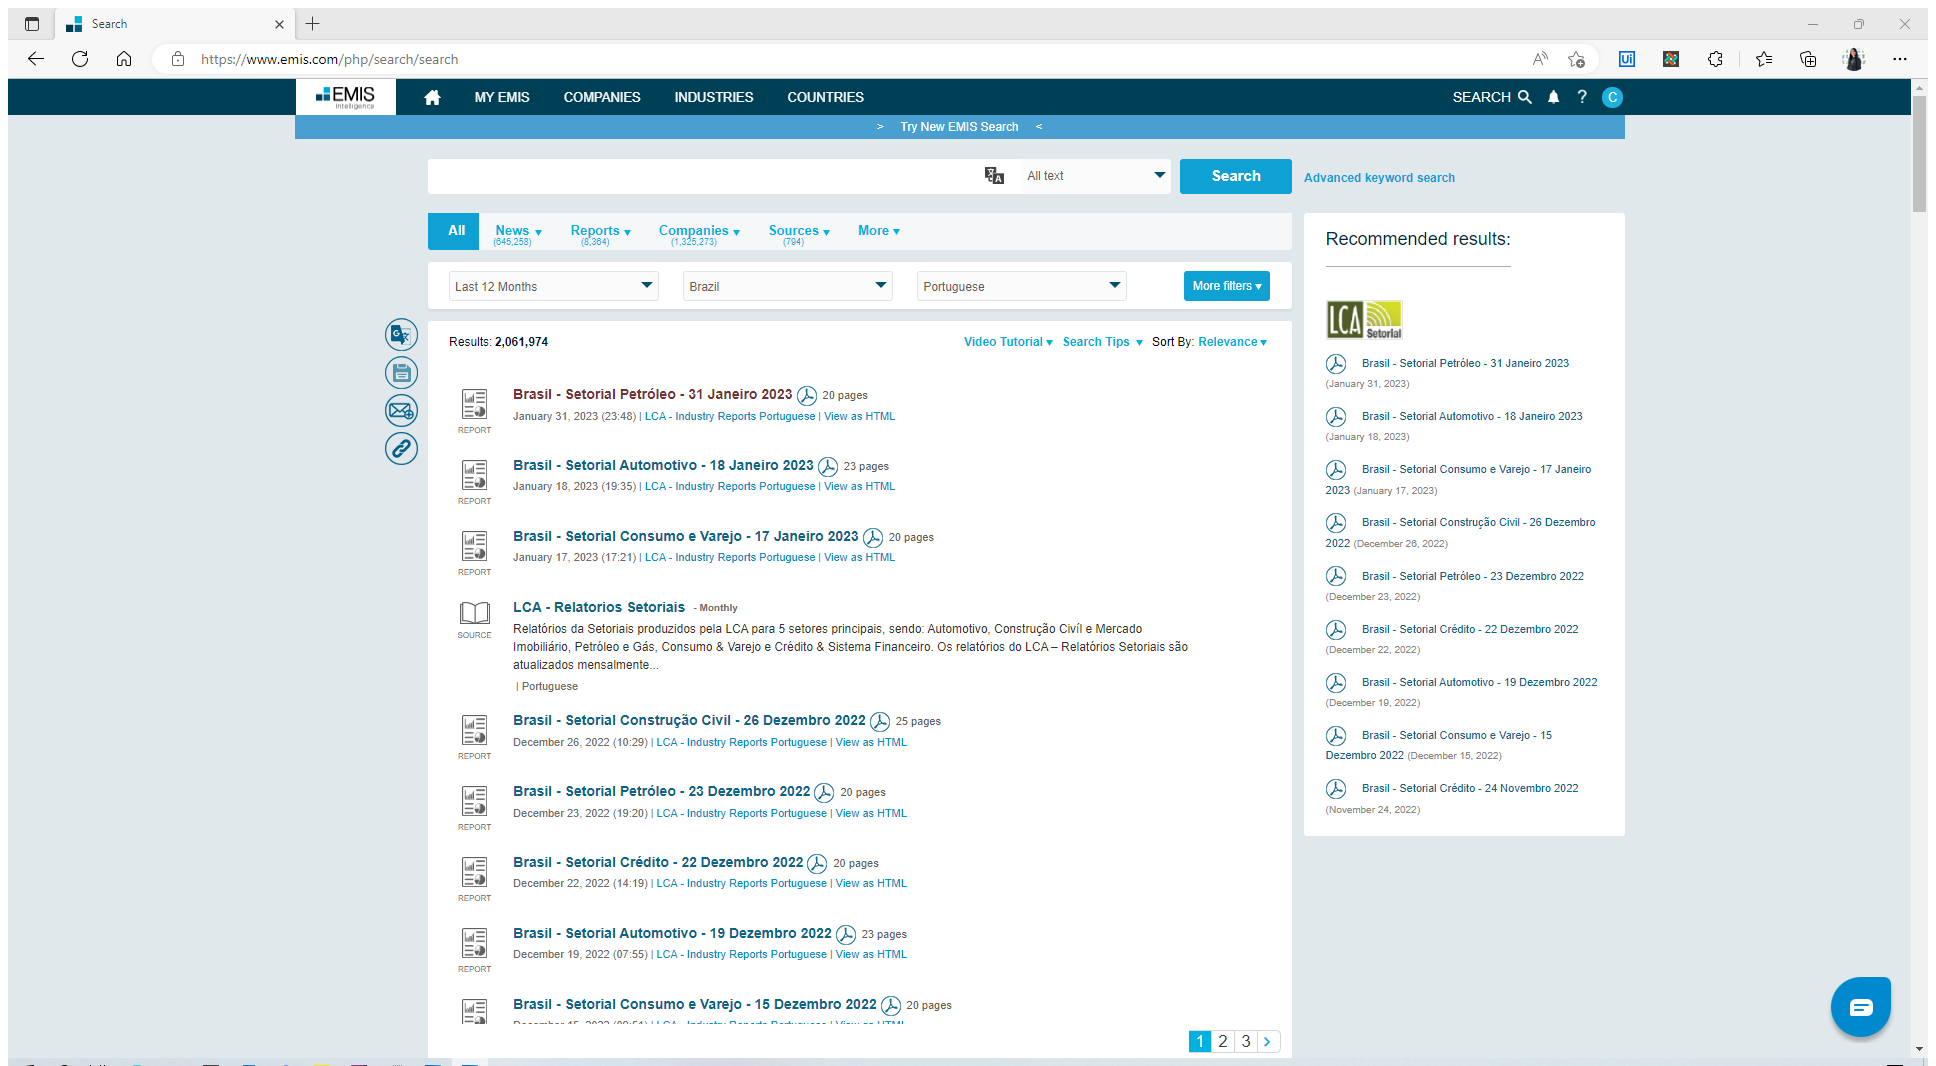 Search
https://www.emis.com/php/search/search
EMIS
Intelligence
MY EMIS
COMPANIES
INDUSTRIES
COUNTRIES
SEARCH
?
C
> Try New EMIS Search <
All text
Search
Advanced keyword search
All
News
(645,258)
Reports
(8,364)
Companies
(1,325,273)
Sources
(794)
More
Last 12 Months
Brazil
Portuguese
More filters
Results: 2,061,974
Video Tutorial
Search Tips
Sort By: Relevance
REPORT
Brasil - Setorial Petróleo - 31 Janeiro 2023 20 pages
January 31, 2023 (23:48) | LCA - Industry Reports Portuguese | View as HTML
REPORT
Brasil - Setorial Automotivo - 18 Janeiro 2023 23 pages
January 18, 2023 (19:35) | LCA - Industry Reports Portuguese | View as HTML
REPORT
Brasil - Setorial Consumo e Varejo - 17 Janeiro 2023 20 pages
January 17, 2023 (17:21) | LCA - Industry Reports Portuguese | View as HTML
SOURCE
LCA - Relatorios Setoriais - Monthly
Relatórios da Setoriais produzidos pela LCA para 5 setores principais, sendo: Automotivo, Construção Civíl e Mercado
Imobiliário, Petróleo e Gás, Consumo & Varejo e Crédito & Sistema Financeiro. Os relatórios do LCA – Relatórios Setoriais são
atualizados mensalmente...
| Portuguese
REPORT
Brasil - Setorial Construção Civil - 26 Dezembro 2022 25 pages
December 26, 2022 (10:29) | LCA - Industry Reports Portuguese | View as HTML
REPORT
Brasil - Setorial Petróleo - 23 Dezembro 2022 20 pages
December 23, 2022 (19:20) | LCA - Industry Reports Portuguese | View as HTML
REPORT
Brasil - Setorial Crédito - 22 Dezembro 2022 20 pages
December 22, 2022 (14:19) | LCA - Industry Reports Portuguese | View as HTML
REPORT
Brasil - Setorial Automotivo - 19 Dezembro 2022 23 pages
December 19, 2022 (07:55) | LCA - Industry Reports Portuguese | View as HTML
Brasil - Setorial Consumo e Varejo - 15 Dezembro 2022 20 pages
1 2 3 >
Recommended results:
LCA Setorial
Brasil - Setorial Petróleo - 31 Janeiro 2023
(January 31, 2023)
Brasil - Setorial Automotivo - 18 Janeiro 2023
(January 18, 2023)
Brasil - Setorial Consumo e Varejo - 17 Janeiro
2023 (January 17, 2023)
Brasil - Setorial Construção Civil - 26 Dezembro
2022 (December 26, 2022)
Brasil - Setorial Petróleo - 23 Dezembro 2022
(December 23, 2022)
Brasil - Setorial Crédito - 22 Dezembro 2022
(December 22, 2022)
Brasil - Setorial Automotivo - 19 Dezembro 2022
(December 19, 2022)
Brasil - Setorial Consumo e Varejo - 15
Dezembro 2022 (December 15, 2022)
Brasil - Setorial Crédito - 24 Novembro 2022
(November 24, 2022)